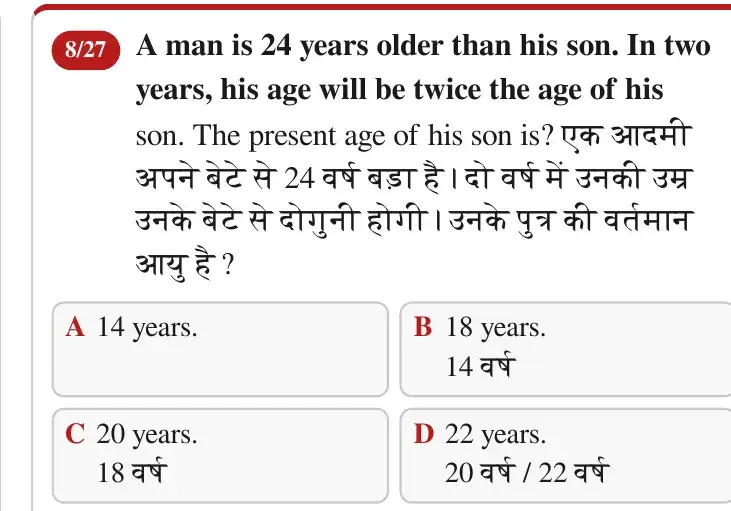 8/27 A man is 24 years older than his son. In two
years, his age will be twice the age of his
son. The present age of his son is? एक आदमी
अपने बेटे से 24 वर्ष बड़ा है। दो वर्ष में उनकी उम्र
उनके बेटे से दोगुनी होगी। उनके पुत्र की वर्तमान
आयु है ?
A 14 years.
B 18 years.
14 वर्ष
C 20 years.
18 वर्ष
D 22 years.
20 वर्ष / 22 वर्ष